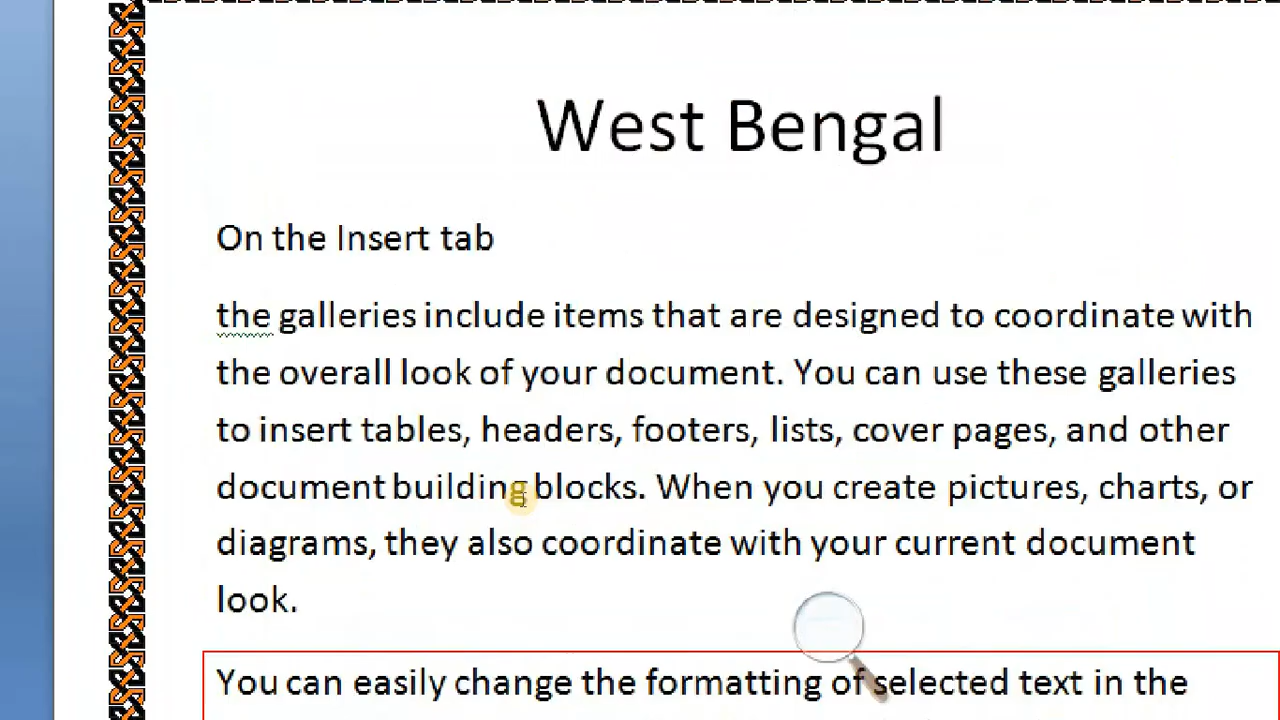 West Bengal
On the Insert tab
the galleries include items that are designed to coordinate with
the overall look of your document. You can use these galleries
to insert tables, headers, footers, lists, cover pages, and other
document building blocks. When you create pictures, charts, or
diagrams, they also coordinate with your current document
look.
You can easily change the formatting of selected text in the